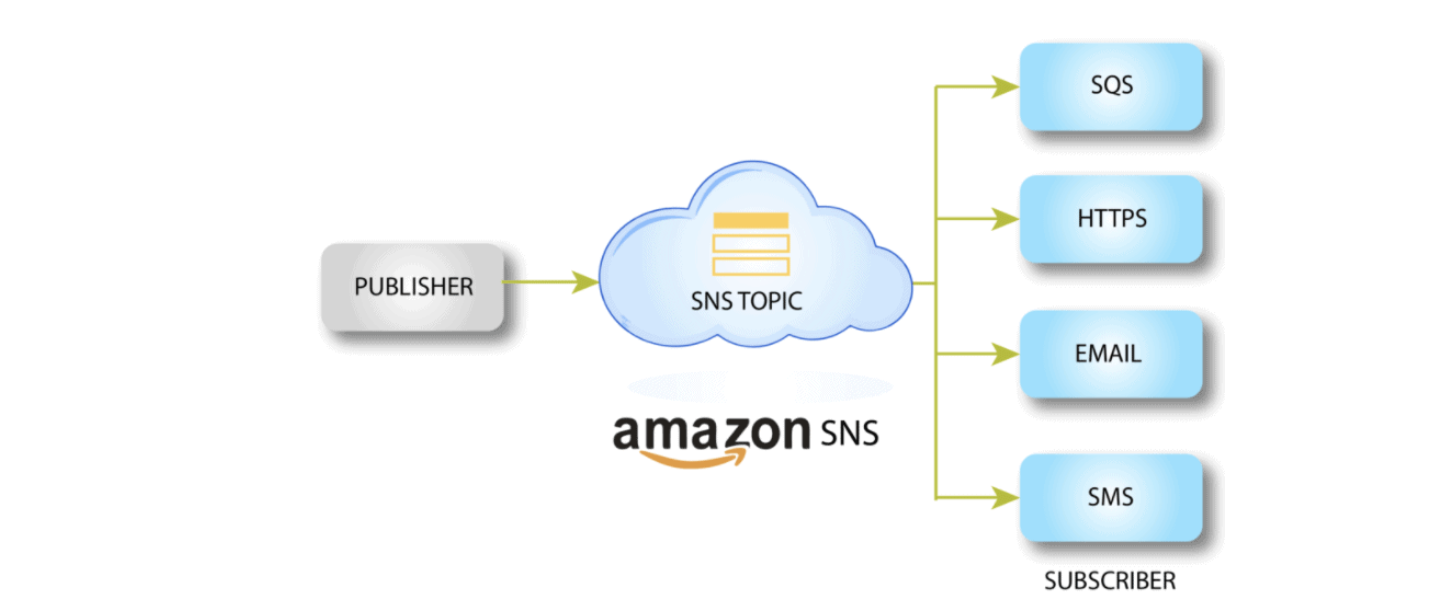 SQS
HTTPS
PUBLISHER
SNS TOPIC
EMAIL
amazon SNS
SMS
SUBSCRIBER